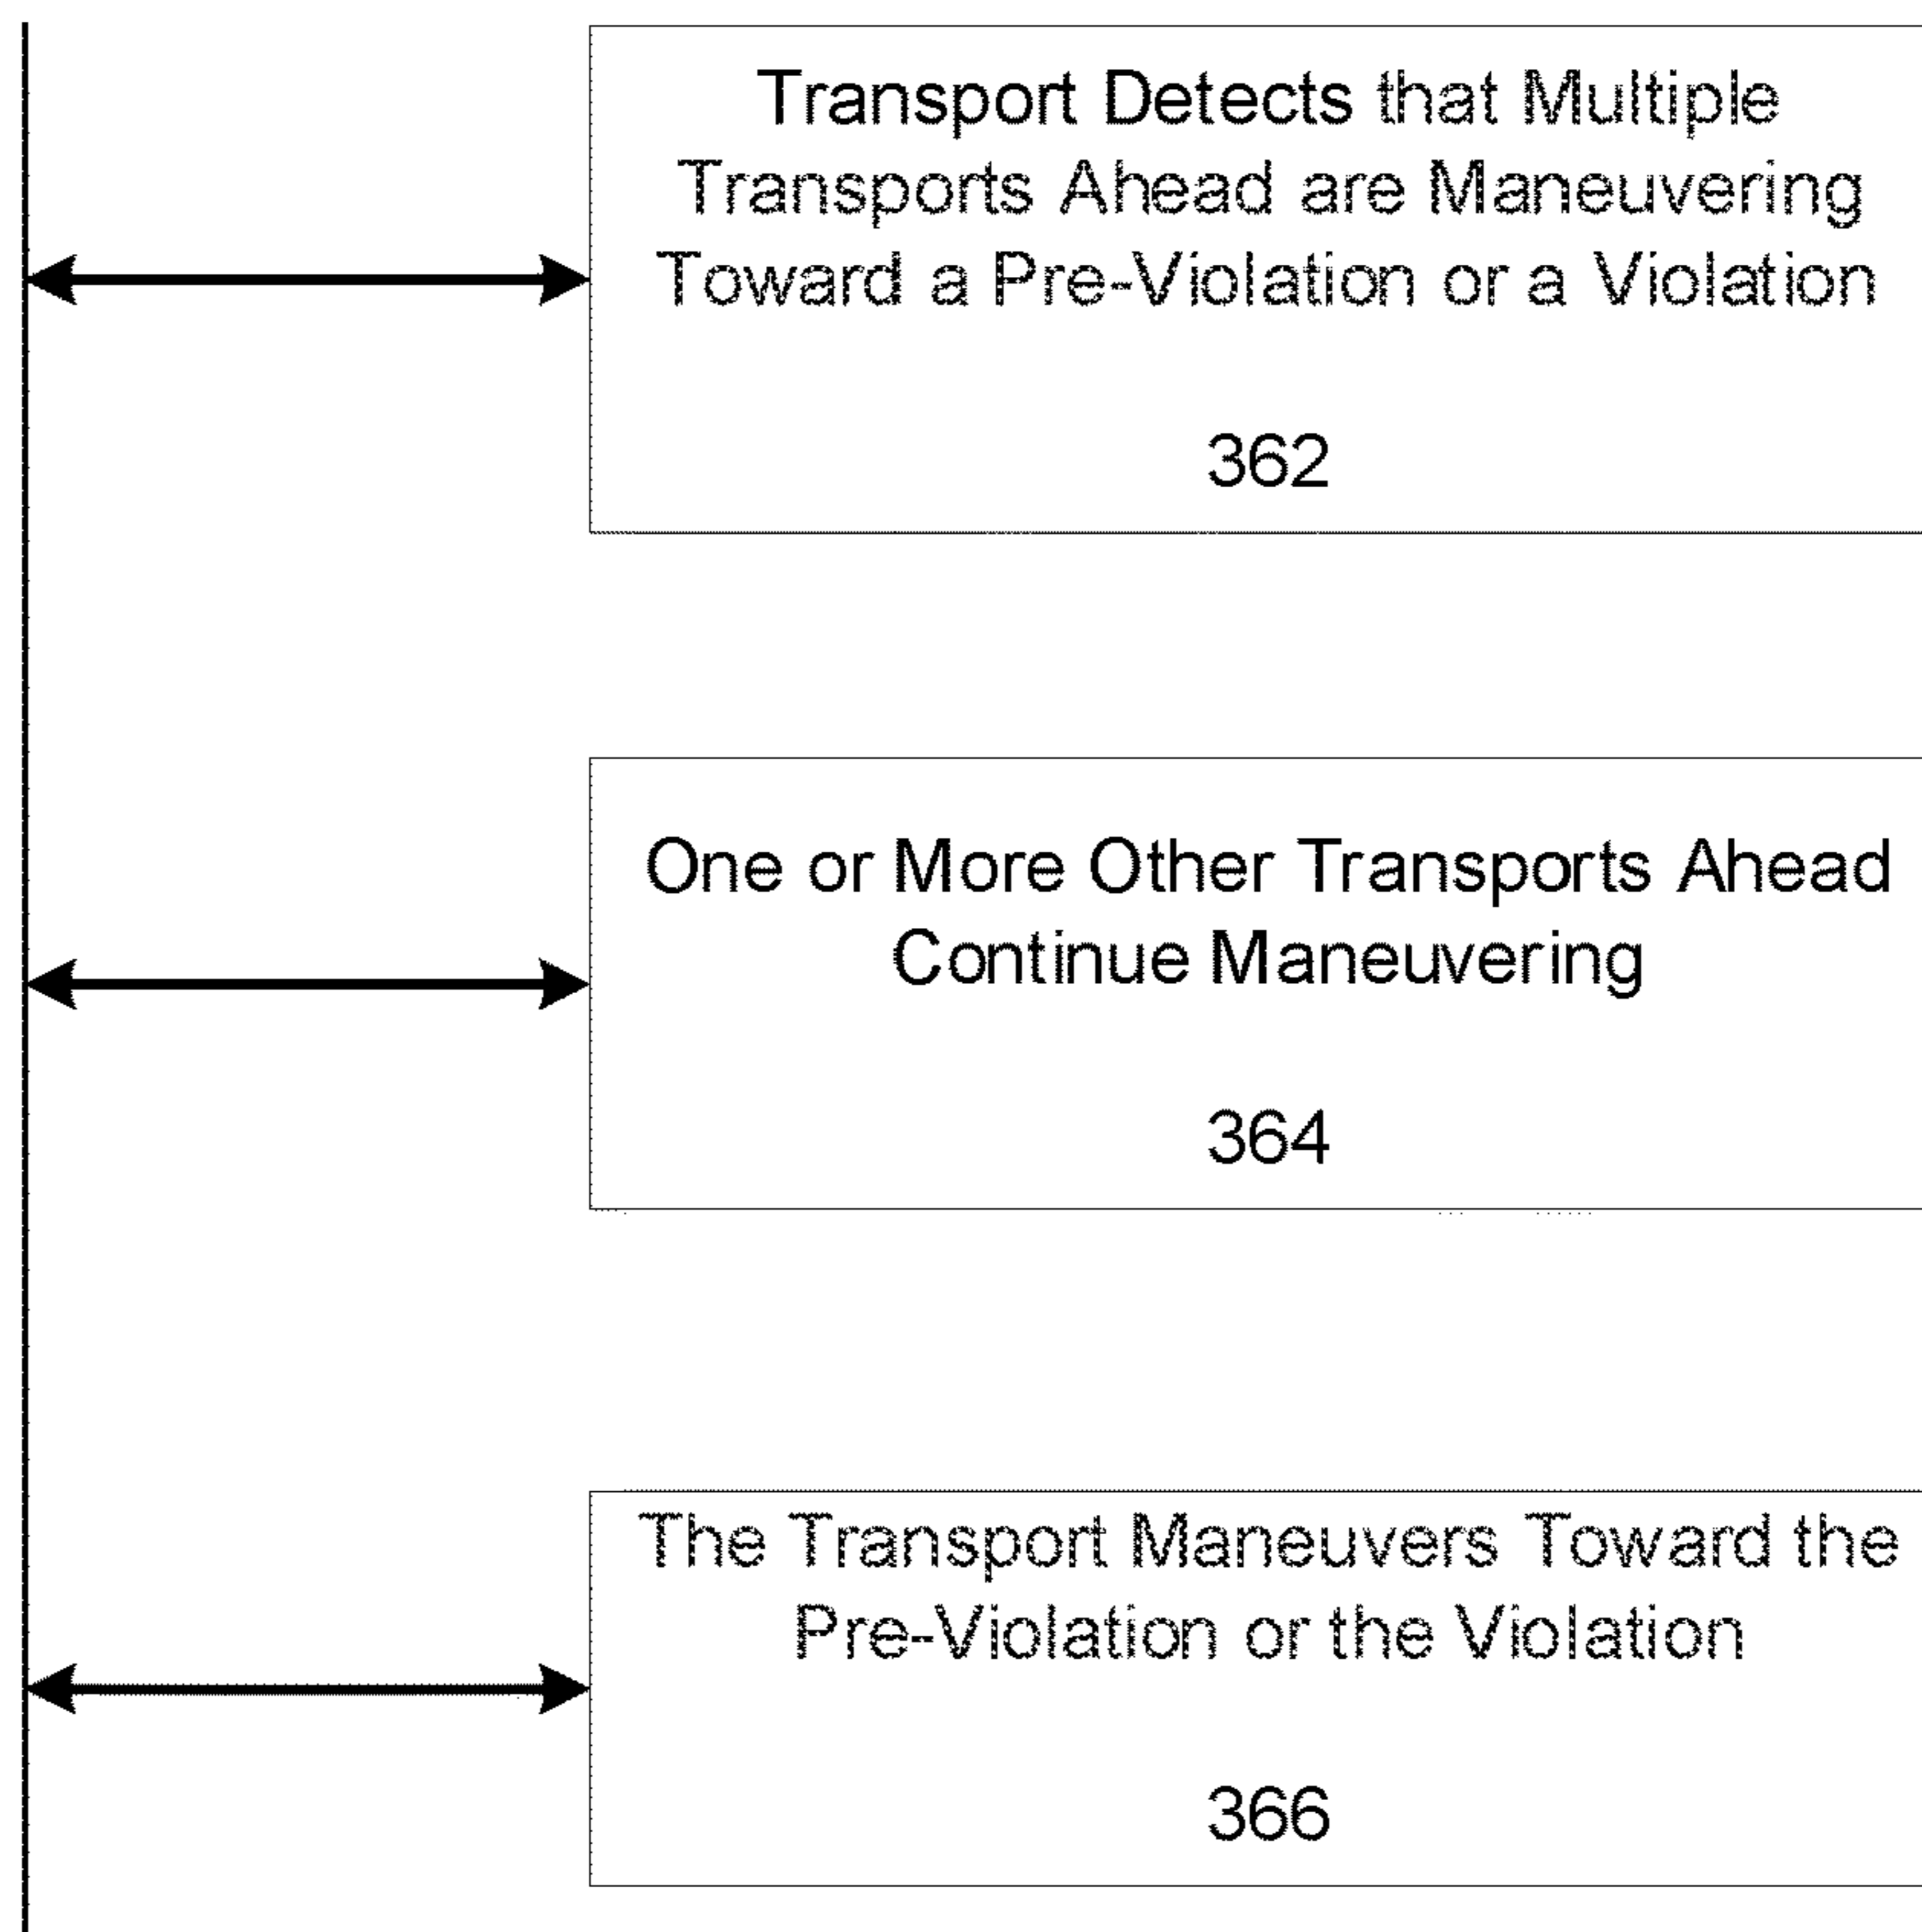 Transport Detects that Multiple
Transports Ahead are Maneuvering
Toward a Pre-Violation or a Violation
362
One or More Other Transports Ahead
Continue Maneuvering
364
The Transport Maneuvers Toward the
Pre-Violation or the Violation
366